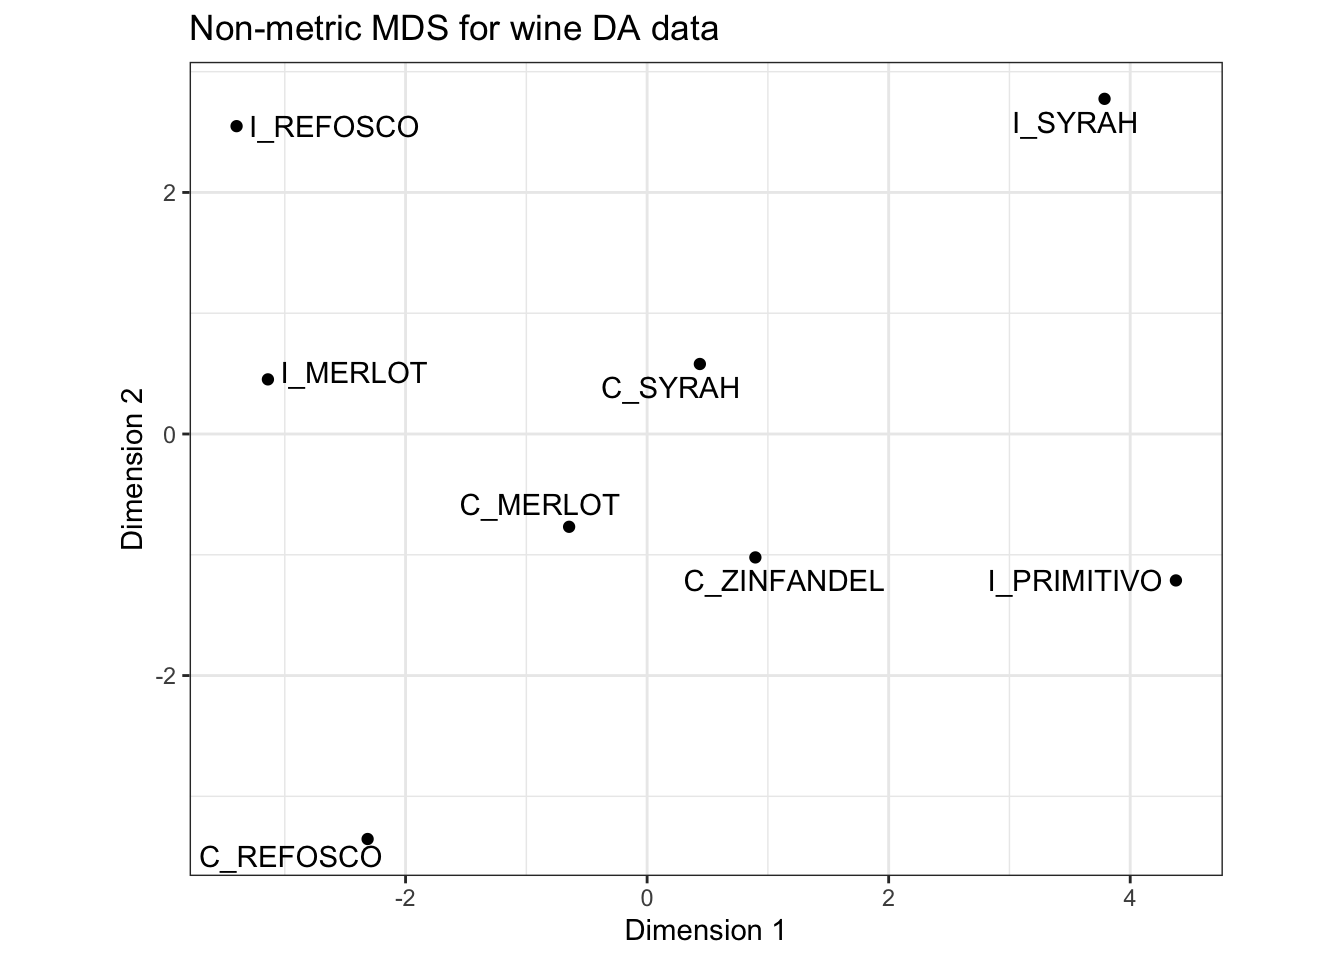 Non-metric MDS for wine DA data
I_REFOSCO
I_SYRAH
2
I_MERLOT
C_SYRAH
0
Dimension 2
C_MERLOT
C_ZINFANDEL
I_PRIMITIVO
-2
C_REFOSCO
-2
0
2
4
Dimension 1